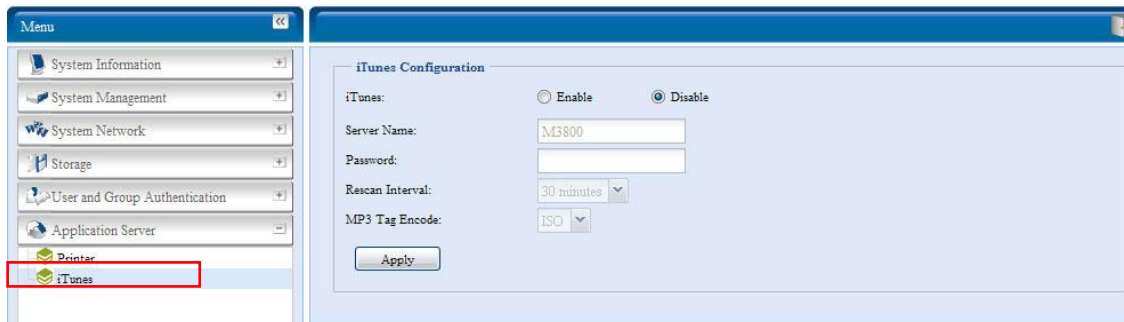 Menu
System Information
System Management
System Network
Storage
User and Group Authentication
Application Server
Printer
iTunes
iTunes Configuration
iTunes: Enable Disable
Server Name: M3800
Password:
Rescan Interval: 30 minutes
MP3 Tag Encode: ISO
Apply